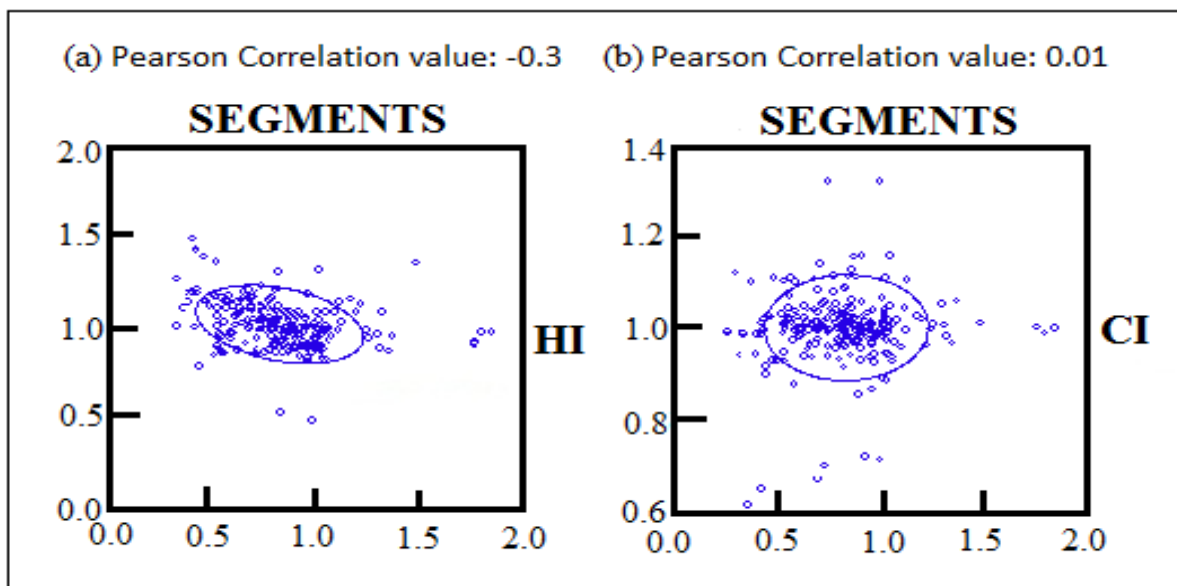 (a) Pearson Correlation value: -0.3
SEGMENTS
2.0
1.5
1.0
0.5
0.0
0.0 0.5 1.0 1.5 2.0
HI
(b) Pearson Correlation value: 0.01
SEGMENTS
1.4
1.2
1.0
0.8
0.6
0.0 0.5 1.0 1.5 2.0
CI